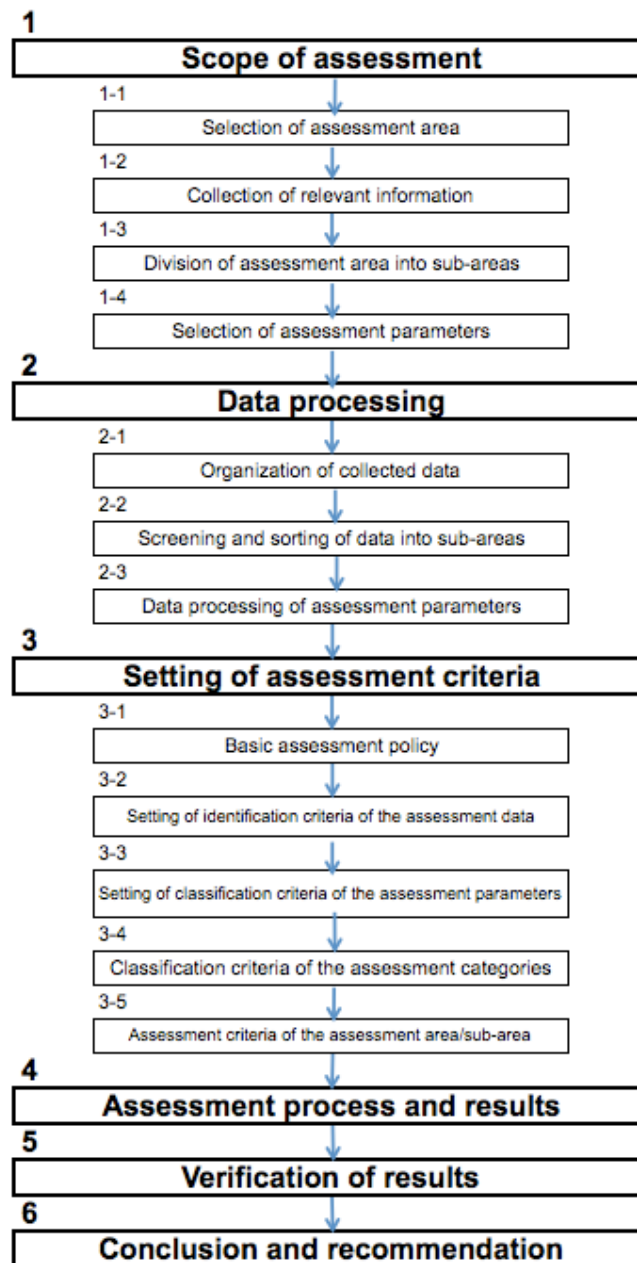 1
Scope of assessment
1-1
Selection of assessment area
1-2
Collection of relevant information
1-3
Division of assessment area into sub-areas
1-4
Selection of assessment parameters
2
Data processing
2-1
Organization of collected data
2-2
Screening and sorting of data into sub-areas
2-3
Data processing of assessment parameters
3
Setting of assessment criteria
3-1
Basic assessment policy
3-2
Setting of identification criteria of the assessment data
3-3
Setting of classification criteria of the assessment parameters
3-4
Classification criteria of the assessment categories
3-5
Assessment criteria of the assessment area/sub-area
4
Assessment process and results
5
Verification of results
6
Conclusion and recommendation